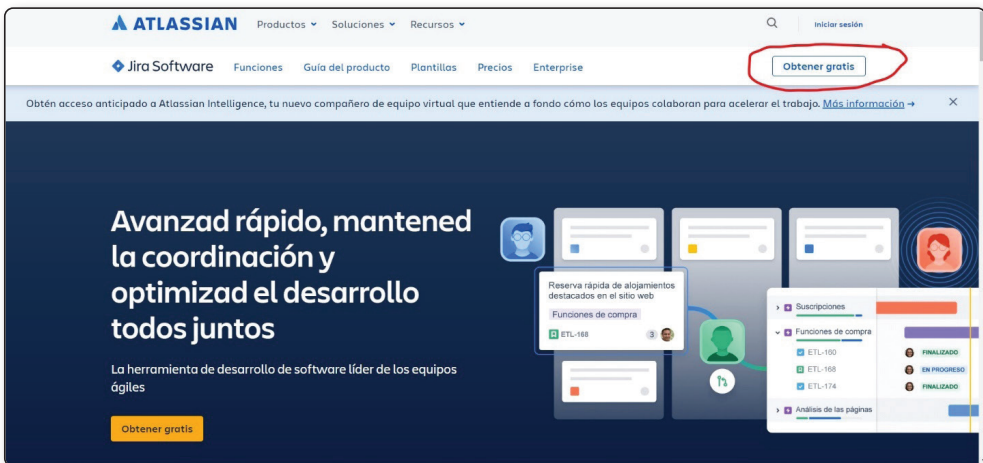 ATLASSIAN Productos Soluciones Recursos Iniciar sesión
Jira Software Funciones Guía del producto Plantillas Precios Enterprise Obtener gratis
Obtén acceso anticipado a Atlassian Intelligence, tu nuevo compañero de equipo virtual que entiende a fondo cómo los equipos colaboran para acelerar el trabajo. Más información →
Avanzad rápido, mantened
la coordinación y
optimizad el desarrollo
todos juntos
La herramienta de desarrollo de software líder de los equipos
ágiles
Obtener gratis
Reserva rápida de alojamientos
destacados en el sitio web
Funciones de compra
ETL-168 3
Suscripciones
Funciones de compra
ETL-160 FINALIZADO
ETL-168 EN PROGRESO
ETL-174 FINALIZADO
Análisis de las páginas